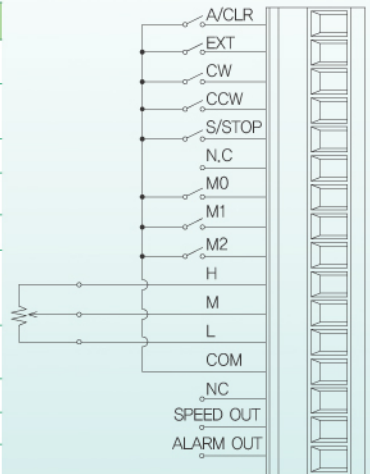 A/CLR
EXT
CW
CCW
S/STOP
N.C
M0
M1
M2
H
M
L
COM
NC
SPEED OUT
ALARM OUT